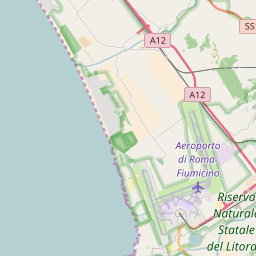 SS
A12
A12
Aeroporto
di Roma-
Fiumicino
Riserva
Naturale
Statale
del Litora